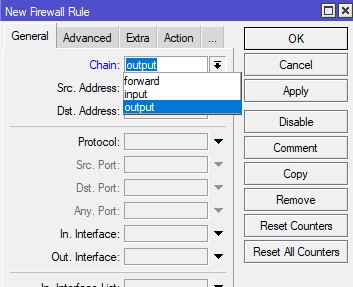 New Firewall Rule
General Advanced Extra Action ...
OK
Chain: output
Cancel
forward
input
output
Src. Address:
Apply
Dst. Address:
Disable
Protocol:
Comment
Src. Port:
Copy
Dst. Port:
Any. Port:
Remove
In. Interface:
Reset Counters
Out. Interface:
Reset All Counters
In. Interface List: